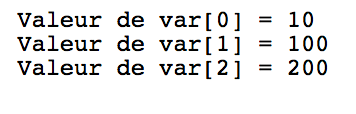 Valeur de var[0] = 10
Valeur de var[1] = 100
Valeur de var[2] = 200